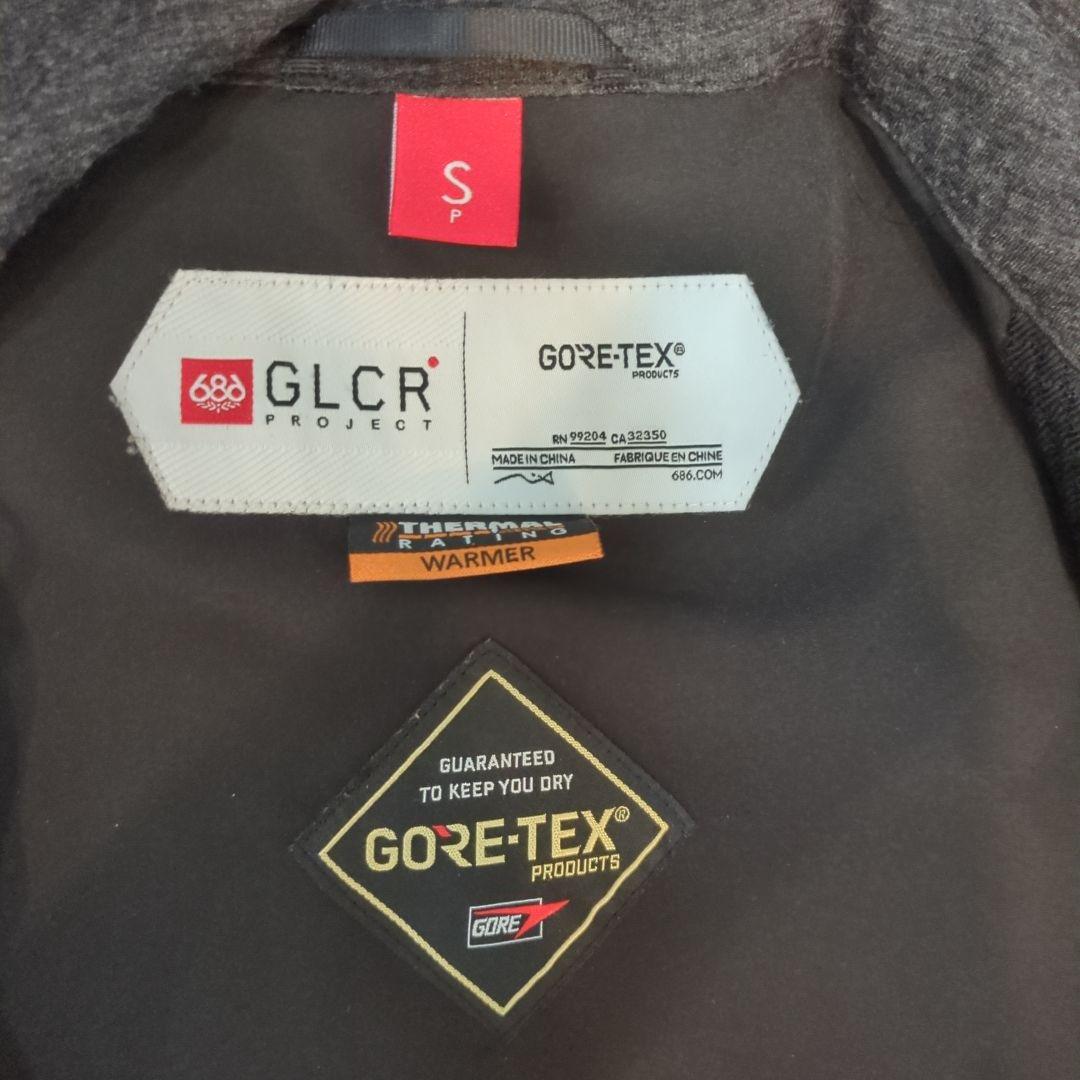 S
P
686 GLCR
PROJECT
GORE-TEX®
PRODUCTS
RN 99204 CA 32350
MADE IN CHINA FABRIQUE EN CHINE
686.COM
THERMAL
RATING
WARMER
GUARANTEED
TO KEEP YOU DRY
GORE-TEX®
PRODUCTS
GORE